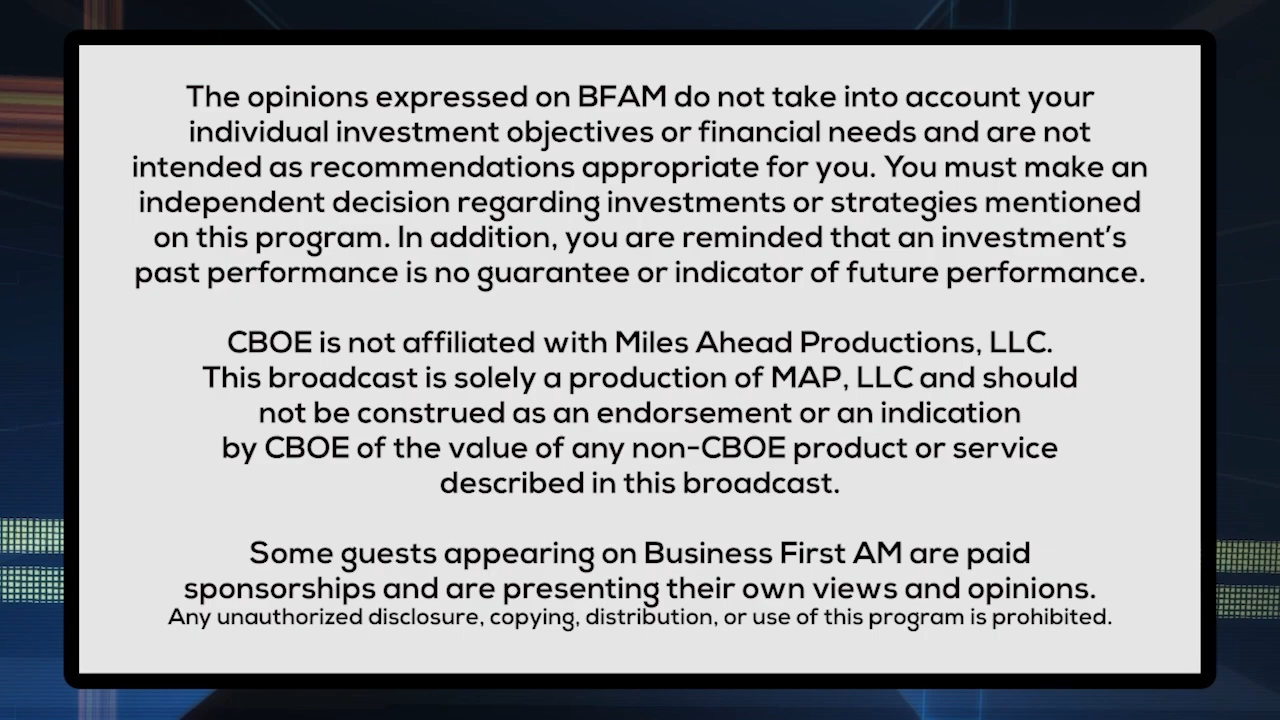 The opinions expressed on BFAM do not take into account your
individual investment objectives or financial needs and are not
intended as recommendations appropriate for you. You must make an
independent decision regarding investments or strategies mentioned
on this program. In addition, you are reminded that an investment’s
past performance is no guarantee or indicator of future performance.
CBOE is not affiliated with Miles Ahead Productions, LLC.
This broadcast is solely a production of MAP, LLC and should
not be construed as an endorsement or an indication
by CBOE of the value of any non-CBOE product or service
described in this broadcast.
Some guests appearing on Business First AM are paid
sponsorships and are presenting their own views and opinions.
Any unauthorized disclosure, copying, distribution, or use of this program is prohibited.